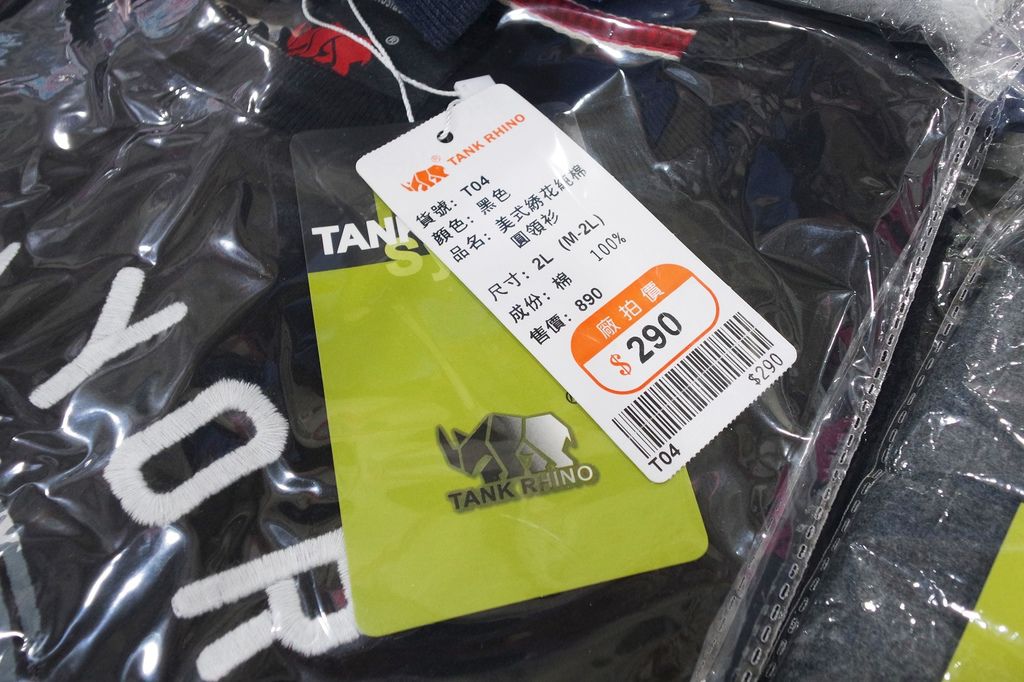 TANK RHINO
貨號: T04
顏色: 黑色
品名: 美式綉花純棉
圓領衫
尺寸: 2L (M-2L)
成份: 棉 100%
售價: 890
廠拍價
$290
$290
T04
TANK
TANK RHINO
YOR